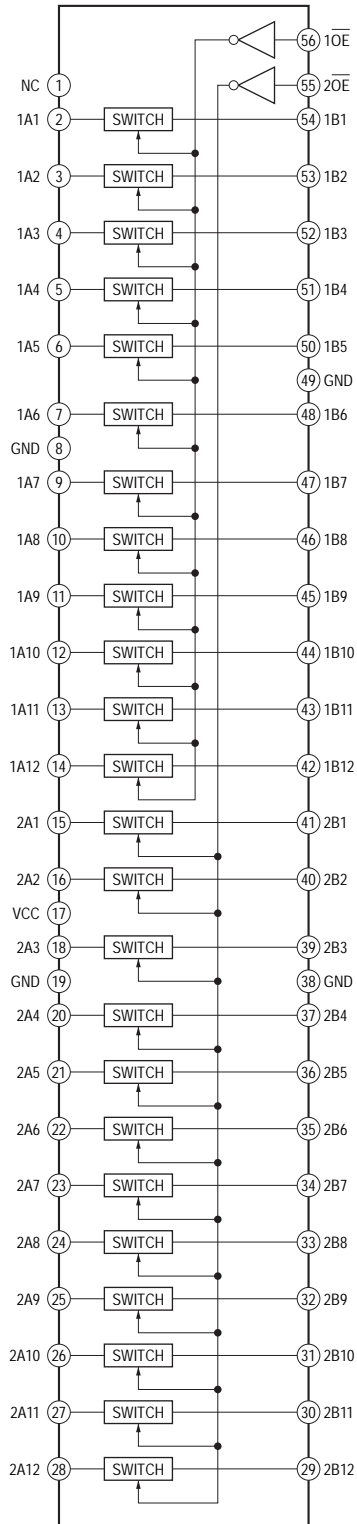 56 1O̅E̅
55 2O̅E̅
NC 1
1A1 2 SWITCH 54 1B1
1A2 3 SWITCH 53 1B2
1A3 4 SWITCH 52 1B3
1A4 5 SWITCH 51 1B4
1A5 6 SWITCH 50 1B5
49 GND
1A6 7 SWITCH 48 1B6
GND 8
1A7 9 SWITCH 47 1B7
1A8 10 SWITCH 46 1B8
1A9 11 SWITCH 45 1B9
1A10 12 SWITCH 44 1B10
1A11 13 SWITCH 43 1B11
1A12 14 SWITCH 42 1B12
2A1 15 SWITCH 41 2B1
2A2 16 SWITCH 40 2B2
VCC 17
2A3 18 SWITCH 39 2B3
GND 19 38 GND
2A4 20 SWITCH 37 2B4
2A5 21 SWITCH 36 2B5
2A6 22 SWITCH 35 2B6
2A7 23 SWITCH 34 2B7
2A8 24 SWITCH 33 2B8
2A9 25 SWITCH 32 2B9
2A10 26 SWITCH 31 2B10
2A11 27 SWITCH 30 2B11
2A12 28 SWITCH 29 2B12